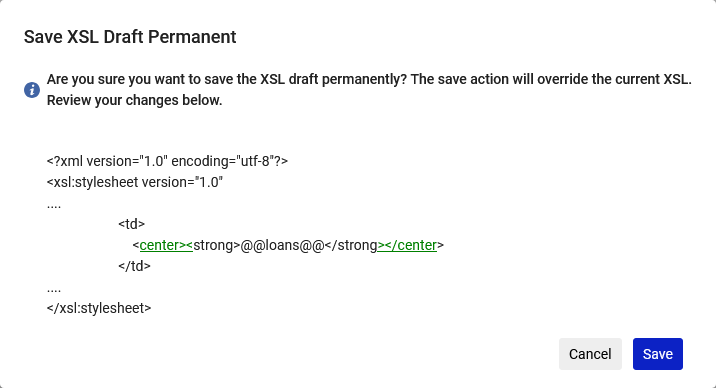 Save XSL Draft Permanent
Are you sure you want to save the XSL draft permanently? The save action will override the current XSL.
Review your changes below.
<?xml version="1.0" encoding="utf-8"?>
<xsl:stylesheet version="1.0"
....
<td>
<center><strong>@@loans@@</strong></center>
</td>
....
</xsl:stylesheet>
Cancel Save